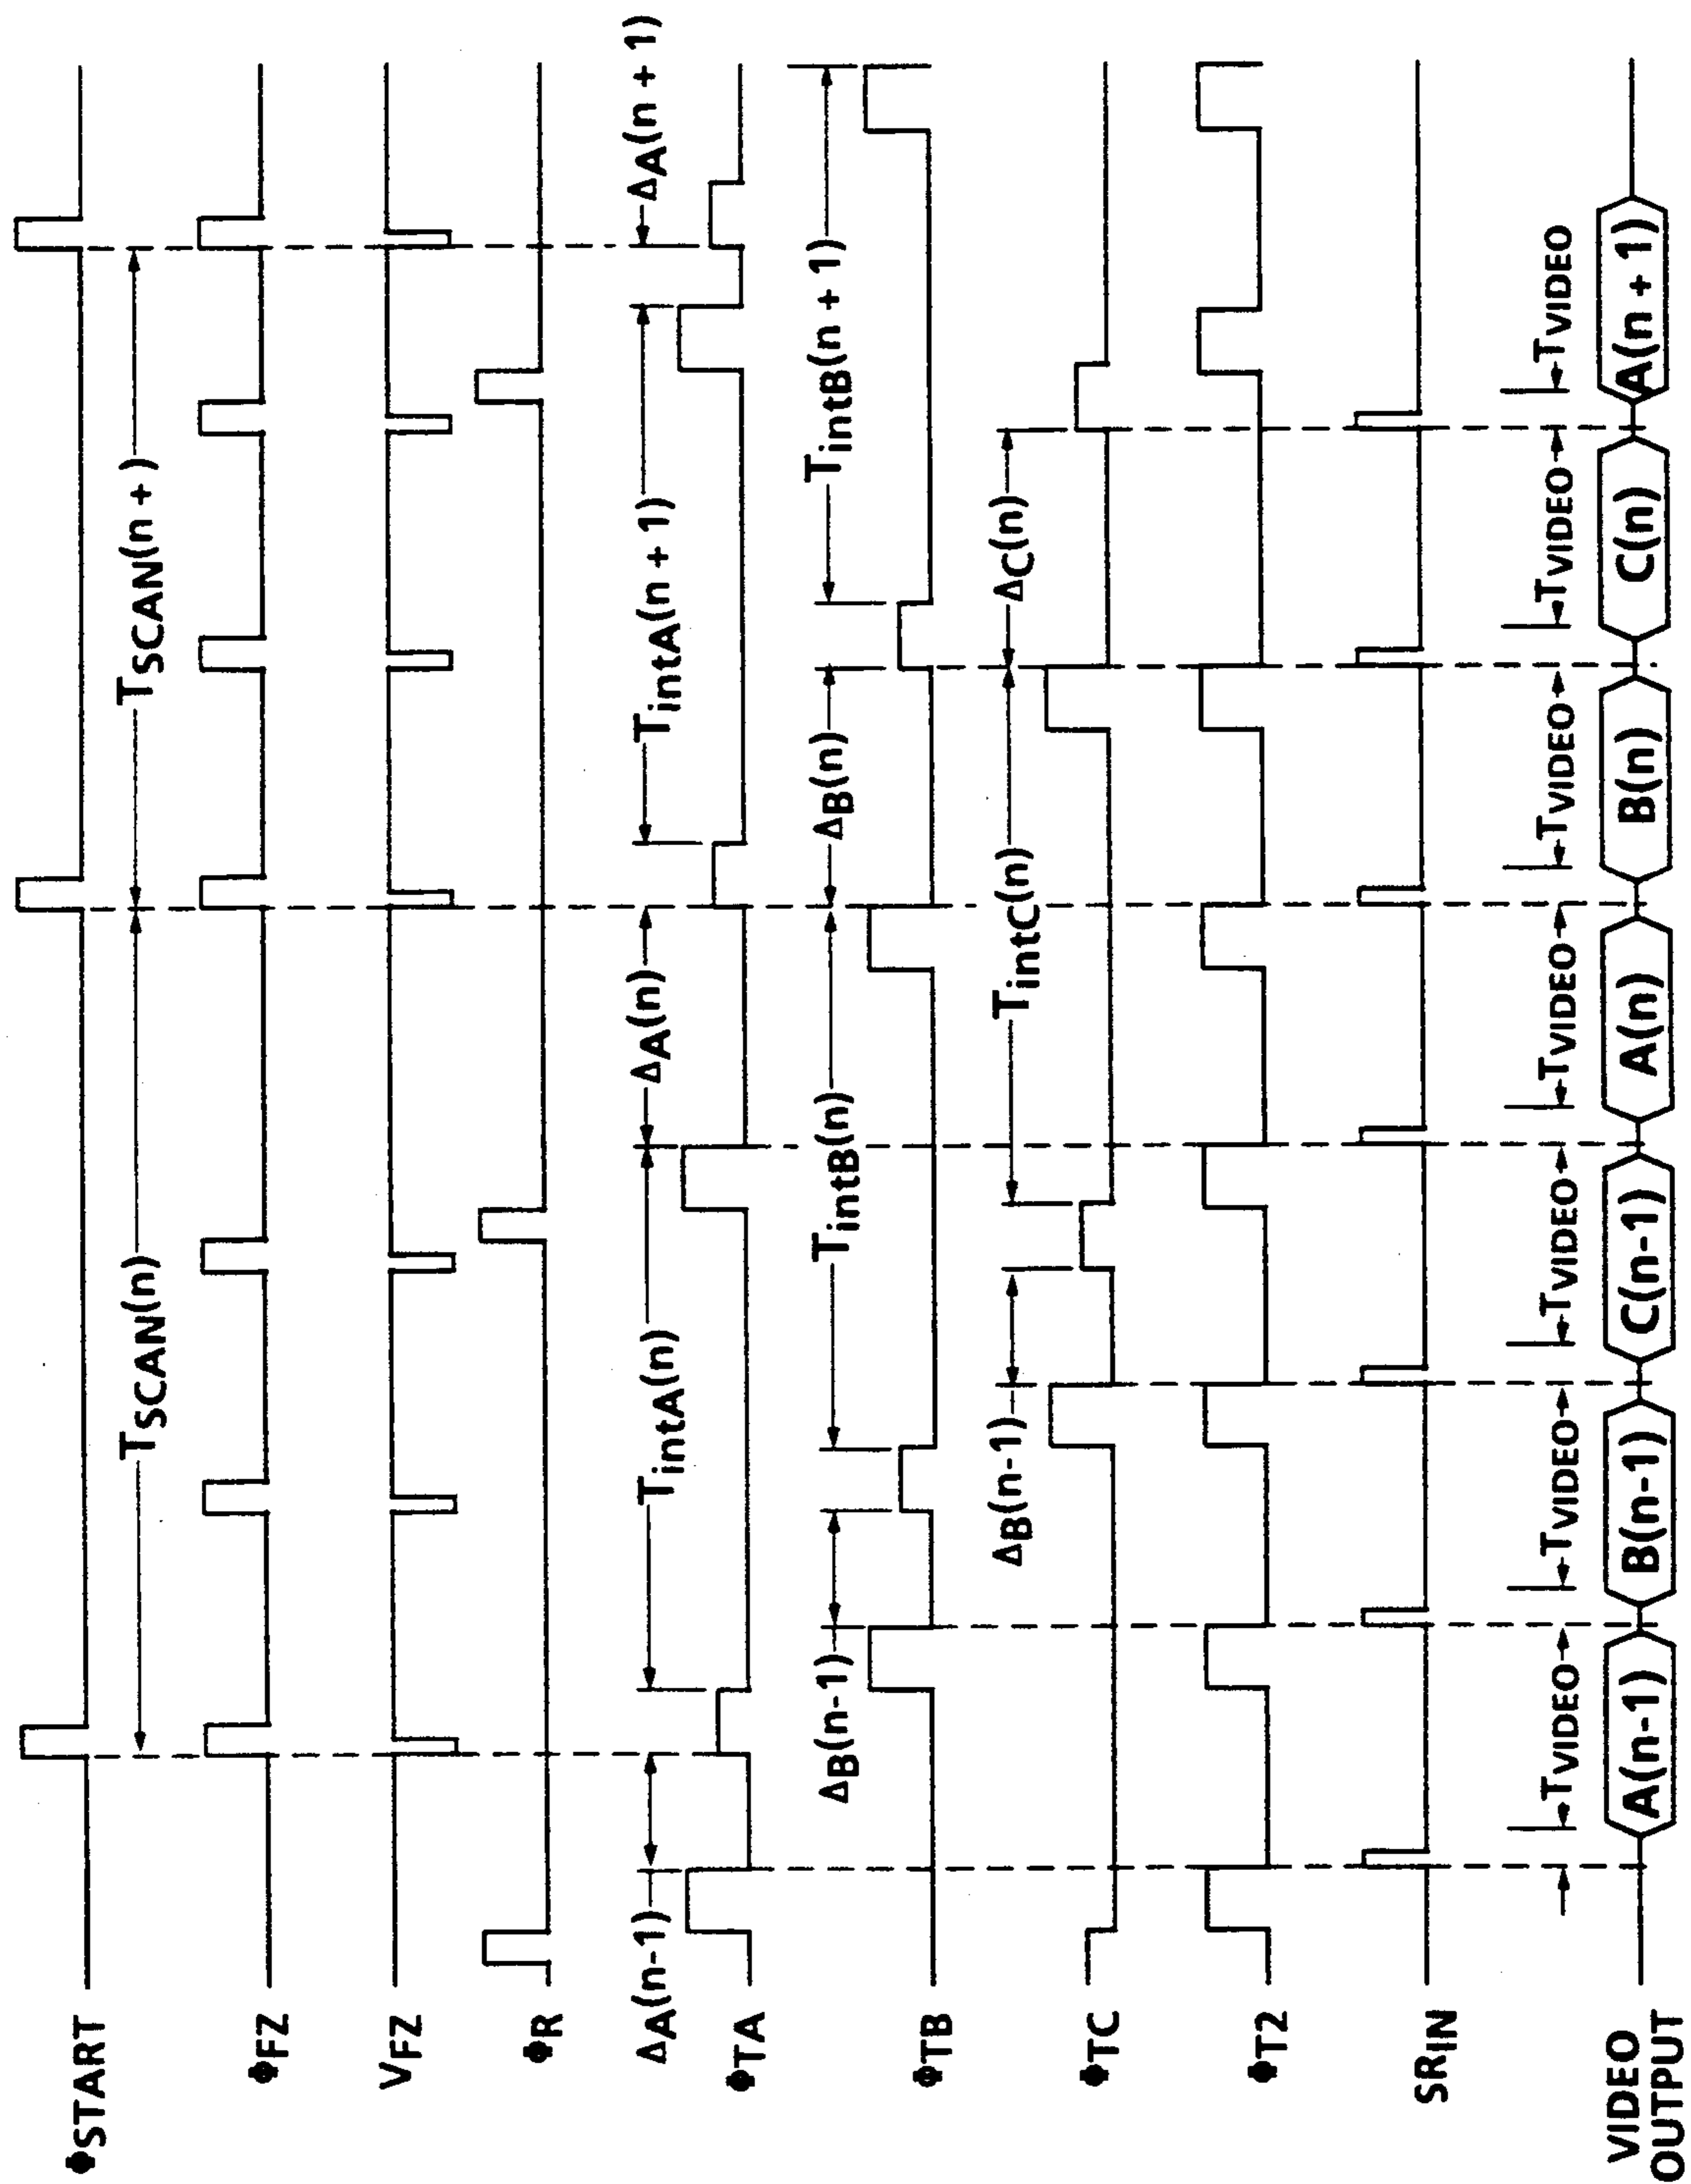 ΦSTART
TSCAN(n)
TSCAN(n + )
ΦFZ
VFZ
ΦR
ΔA(n-1)
TintA(n)
ΔA(n)
TintA(n + 1)
ΔA(n + 1)
ΦTA
ΔB(n-1)
TintB(n)
ΔB(n)
TintB(n + 1)
ΦTB
ΔB(n-1)
TintC(n)
ΔC(n)
ΦTC
ΦT2
SRIN
TVIDEO
TVIDEO
TVIDEO
TVIDEO
TVIDEO
TVIDEO
TVIDEO
VIDEO
OUTPUT
A(n-1)
B(n-1)
C(n-1)
A(n)
B(n)
C(n)
A(n + 1)